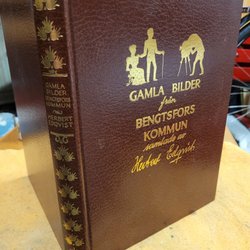 GAMLA BILDER
från
BENGTSFORS
KOMMUN
samlade av
Herbert Edqvist
GAMLA
BILDER
BENGTSFORS
KOMMUN
HERBERT
EDQVIST